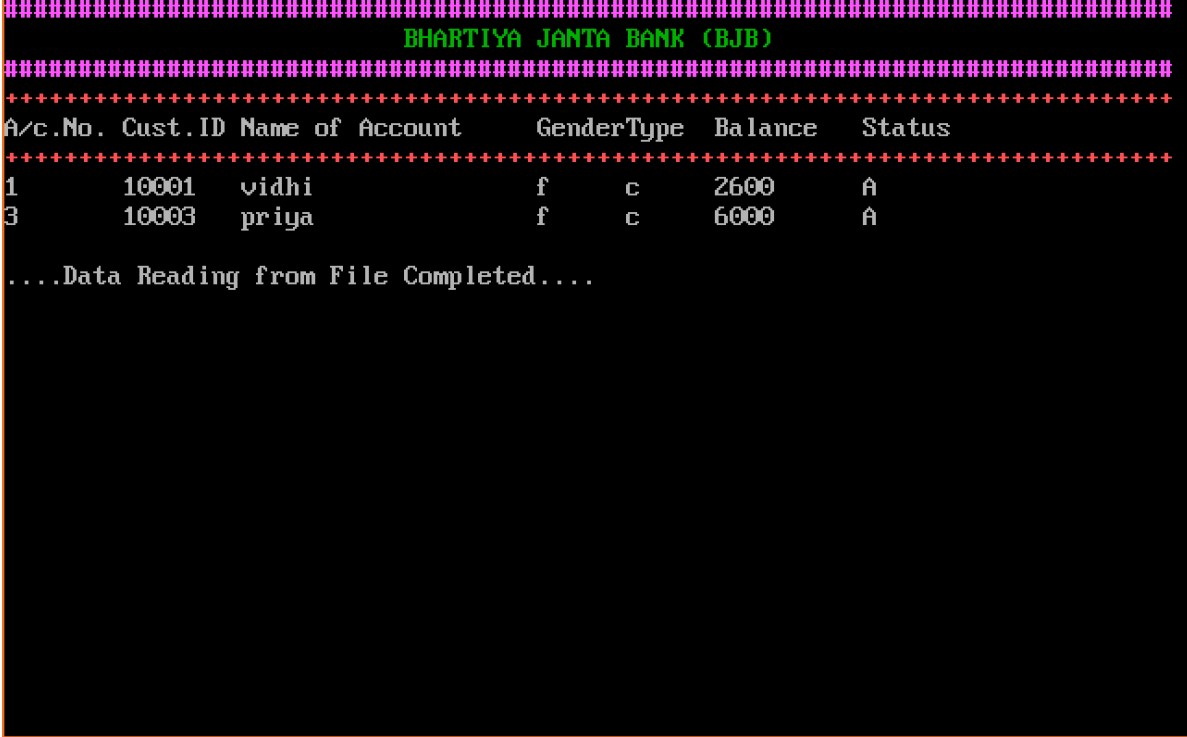 ###############################################################################
BHARTIYA JANTA BANK (BJB)
###############################################################################
+++++++++++++++++++++++++++++++++++++++++++++++++++++++++++++++++++++++++++++++
A/c.No. Cust.ID Name of Account     GenderType  Balance   Status
+++++++++++++++++++++++++++++++++++++++++++++++++++++++++++++++++++++++++++++++
1       10001   vidhi               f     c     2600      A
3       10003   priya               f     c     6000      A
....Data Reading from File Completed....